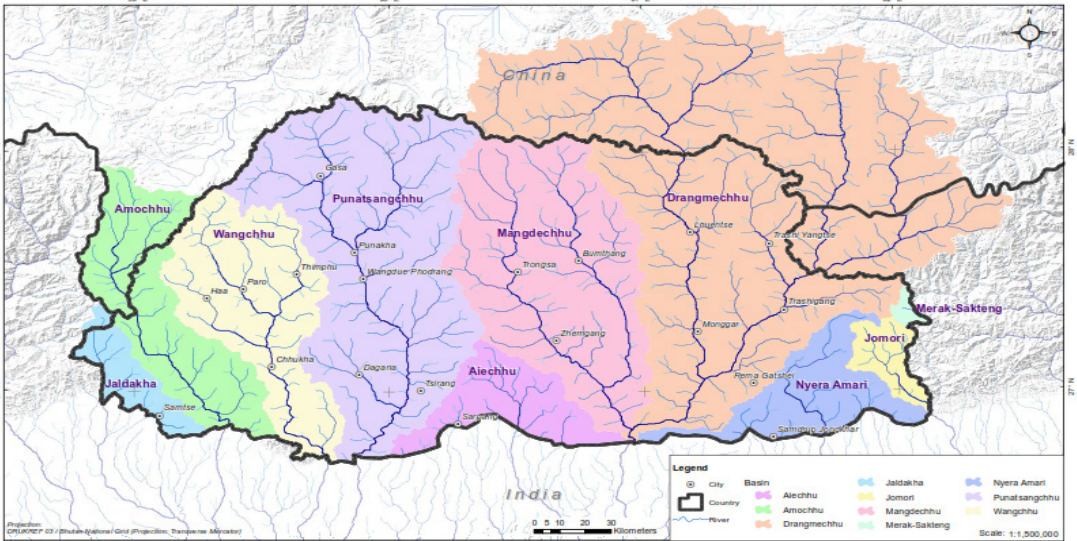 China
N
28° N
Gasa
Amochhu
Punatsangchhu
Drangmechhu
Wangchhu
Mangdechhu
Lhuentse
Trashi Yangtse
Punakha
Bumthang
Thimphu
Wangdue Phodrang
Trongsa
Paro
Haa
Trashigang
Merak-Sakteng
Monggar
Jomori
Zhemgang
Chhukha
Dagana
Aiechhu
Pema Gatshel
Nyera Amari
Jaldakha
Tsirang
27° N
Samtse
Sarpang
Samdrup Jongkhar
India
Legend
City
Country
River
Basin
Aiechhu
Amochhu
Drangmechhu
Jaldakha
Jomori
Mangdechhu
Merak-Sakteng
Nyera Amari
Punatsangchhu
Wangchhu
Projection:
DRUKREF 03 / Bhutan National Grid (Projection: Transverse Mercator)
0 5 10 20 30
Kilometers
Scale: 1:1,500,000